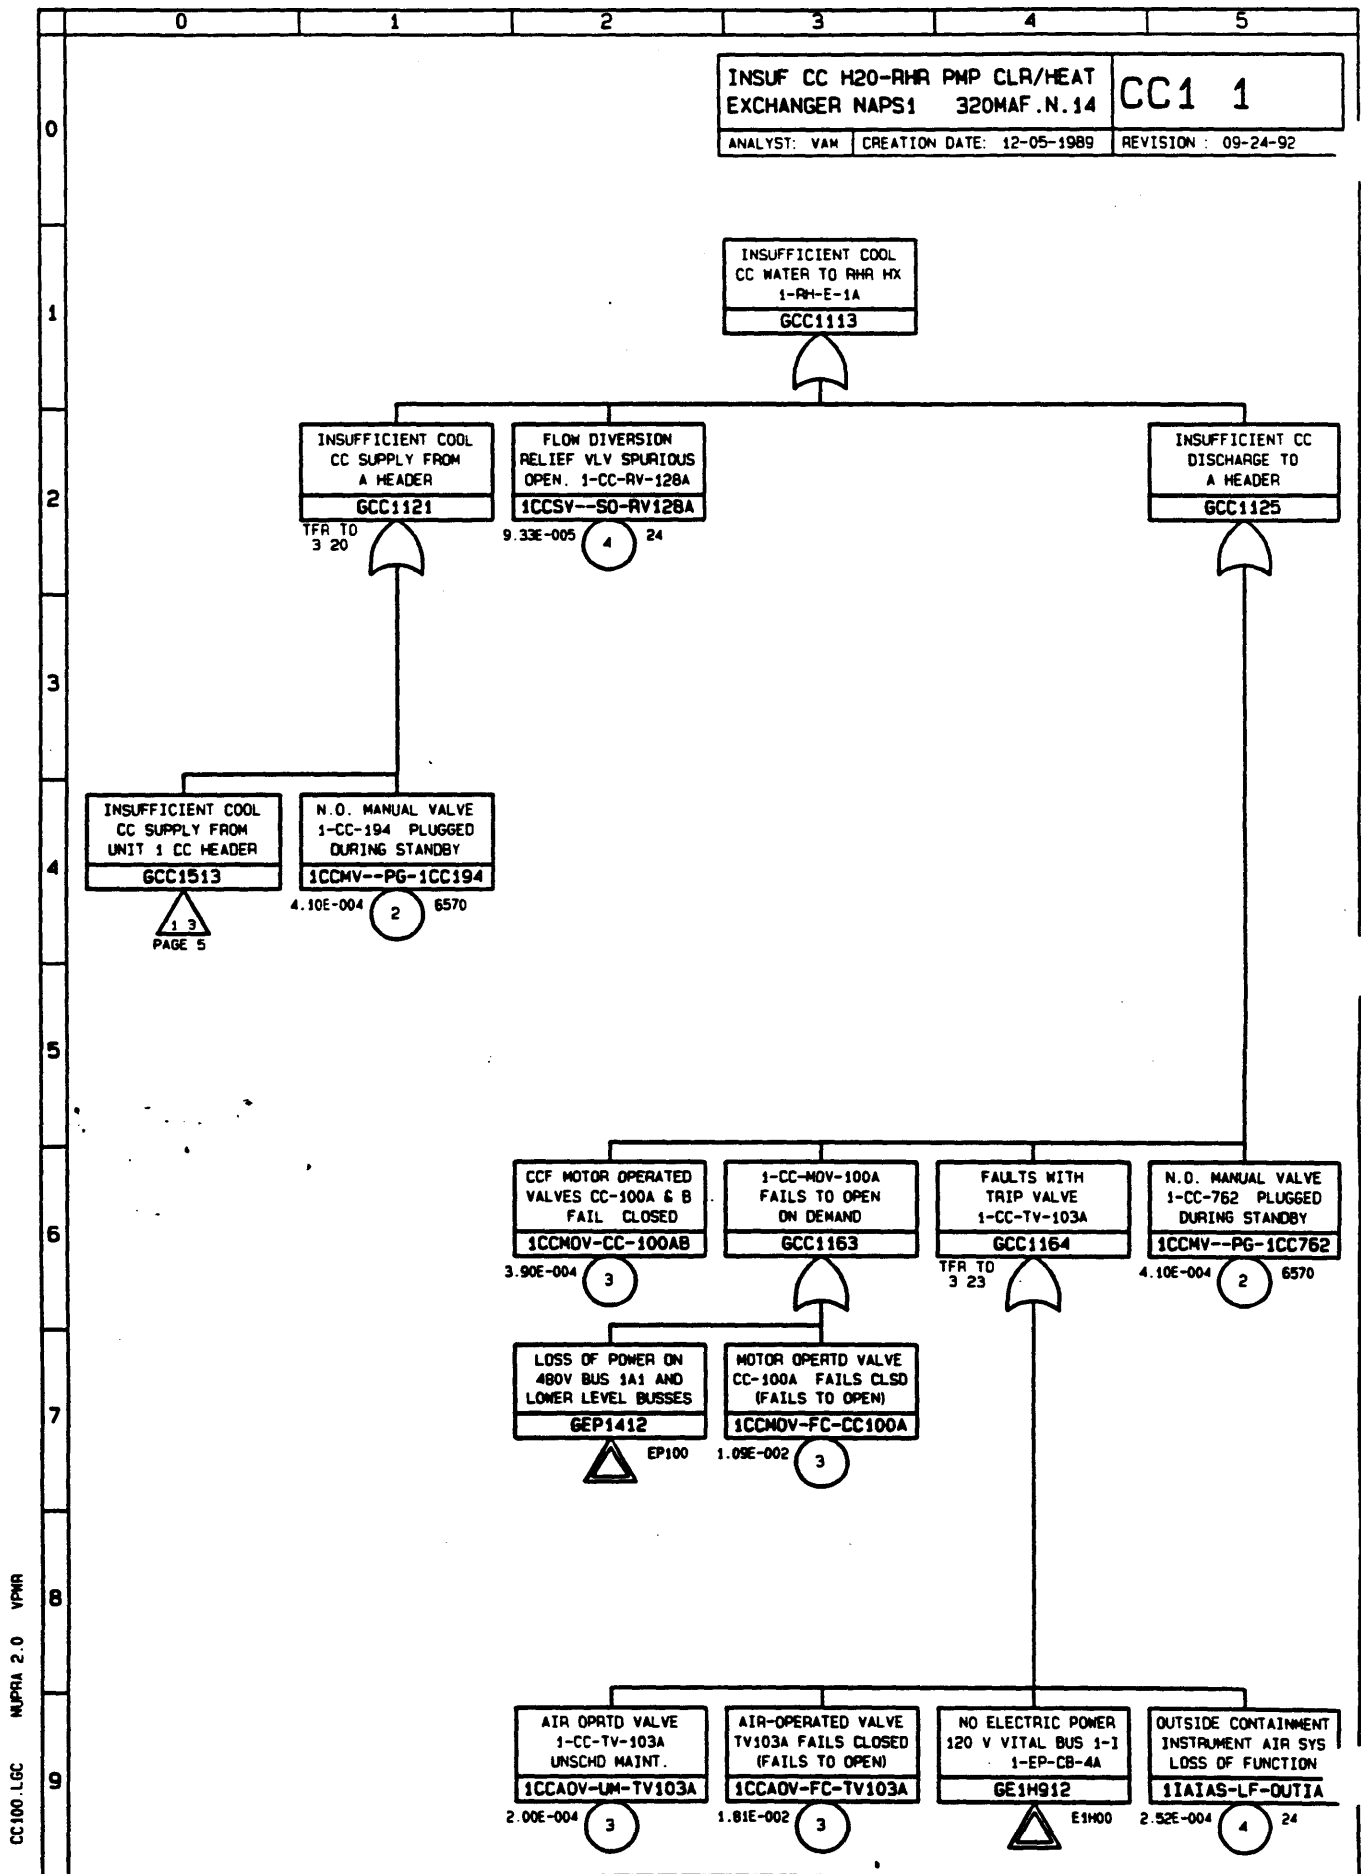 0 1 2 3 4 5
INSUF CC H20-RHR PMP CLR/HEAT
EXCHANGER NAPS1 320MAF.N.14
CC1 1
ANALYST: VAM CREATION DATE: 12-05-1989 REVISION : 09-24-92
0
INSUFFICIENT COOL
CC WATER TO RHR HX
1-RH-E-1A
GCC1113
1
INSUFFICIENT COOL
CC SUPPLY FROM
A HEADER
GCC1121
TFR TO
3 20
FLOW DIVERSION
RELIEF VLV SPURIOUS
OPEN. 1-CC-RV-128A
1CCSV--SO-RV128A
9.33E-005 4 24
INSUFFICIENT CC
DISCHARGE TO
A HEADER
GCC1125
2
3
INSUFFICIENT COOL
CC SUPPLY FROM
UNIT 1 CC HEADER
GCC1513
1 3
PAGE 5
N.O. MANUAL VALVE
1-CC-194 PLUGGED
DURING STANDBY
1CCMV--PG-1CC194
4.10E-004 2 6570
4
5
CCF MOTOR OPERATED
VALVES CC-100A & B
FAIL CLOSED
1CCMOV-CC-100AB
3.90E-004 3
1-CC-MOV-100A
FAILS TO OPEN
ON DEMAND
GCC1163
FAULTS WITH
TRIP VALVE
1-CC-TV-103A
GCC1164
TFR TO
3 23
N.O. MANUAL VALVE
1-CC-762 PLUGGED
DURING STANDBY
1CCMV--PG-1CC762
4.10E-004 2 6570
6
LOSS OF POWER ON
480V BUS 1A1 AND
LOWER LEVEL BUSSES
GEP1412
EP100
MOTOR OPERTD VALVE
CC-100A FAILS CLSD
(FAILS TO OPEN)
1CCMOV-FC-CC100A
1.09E-002 3
7
8
AIR OPRTD VALVE
1-CC-TV-103A
UNSCHD MAINT.
1CCAOV-UM-TV103A
2.00E-004 3
AIR-OPERATED VALVE
TV103A FAILS CLOSED
(FAILS TO OPEN)
1CCAOV-FC-TV103A
1.81E-002 3
NO ELECTRIC POWER
120 V VITAL BUS 1-I
1-EP-CB-4A
GE1H912
E1H00
OUTSIDE CONTAINMENT
INSTRUMENT AIR SYS
LOSS OF FUNCTION
1IAIAS-LF-OUTIA
2.52E-004 4 24
9
CC100.LGC NUPRA 2.0 VPWR